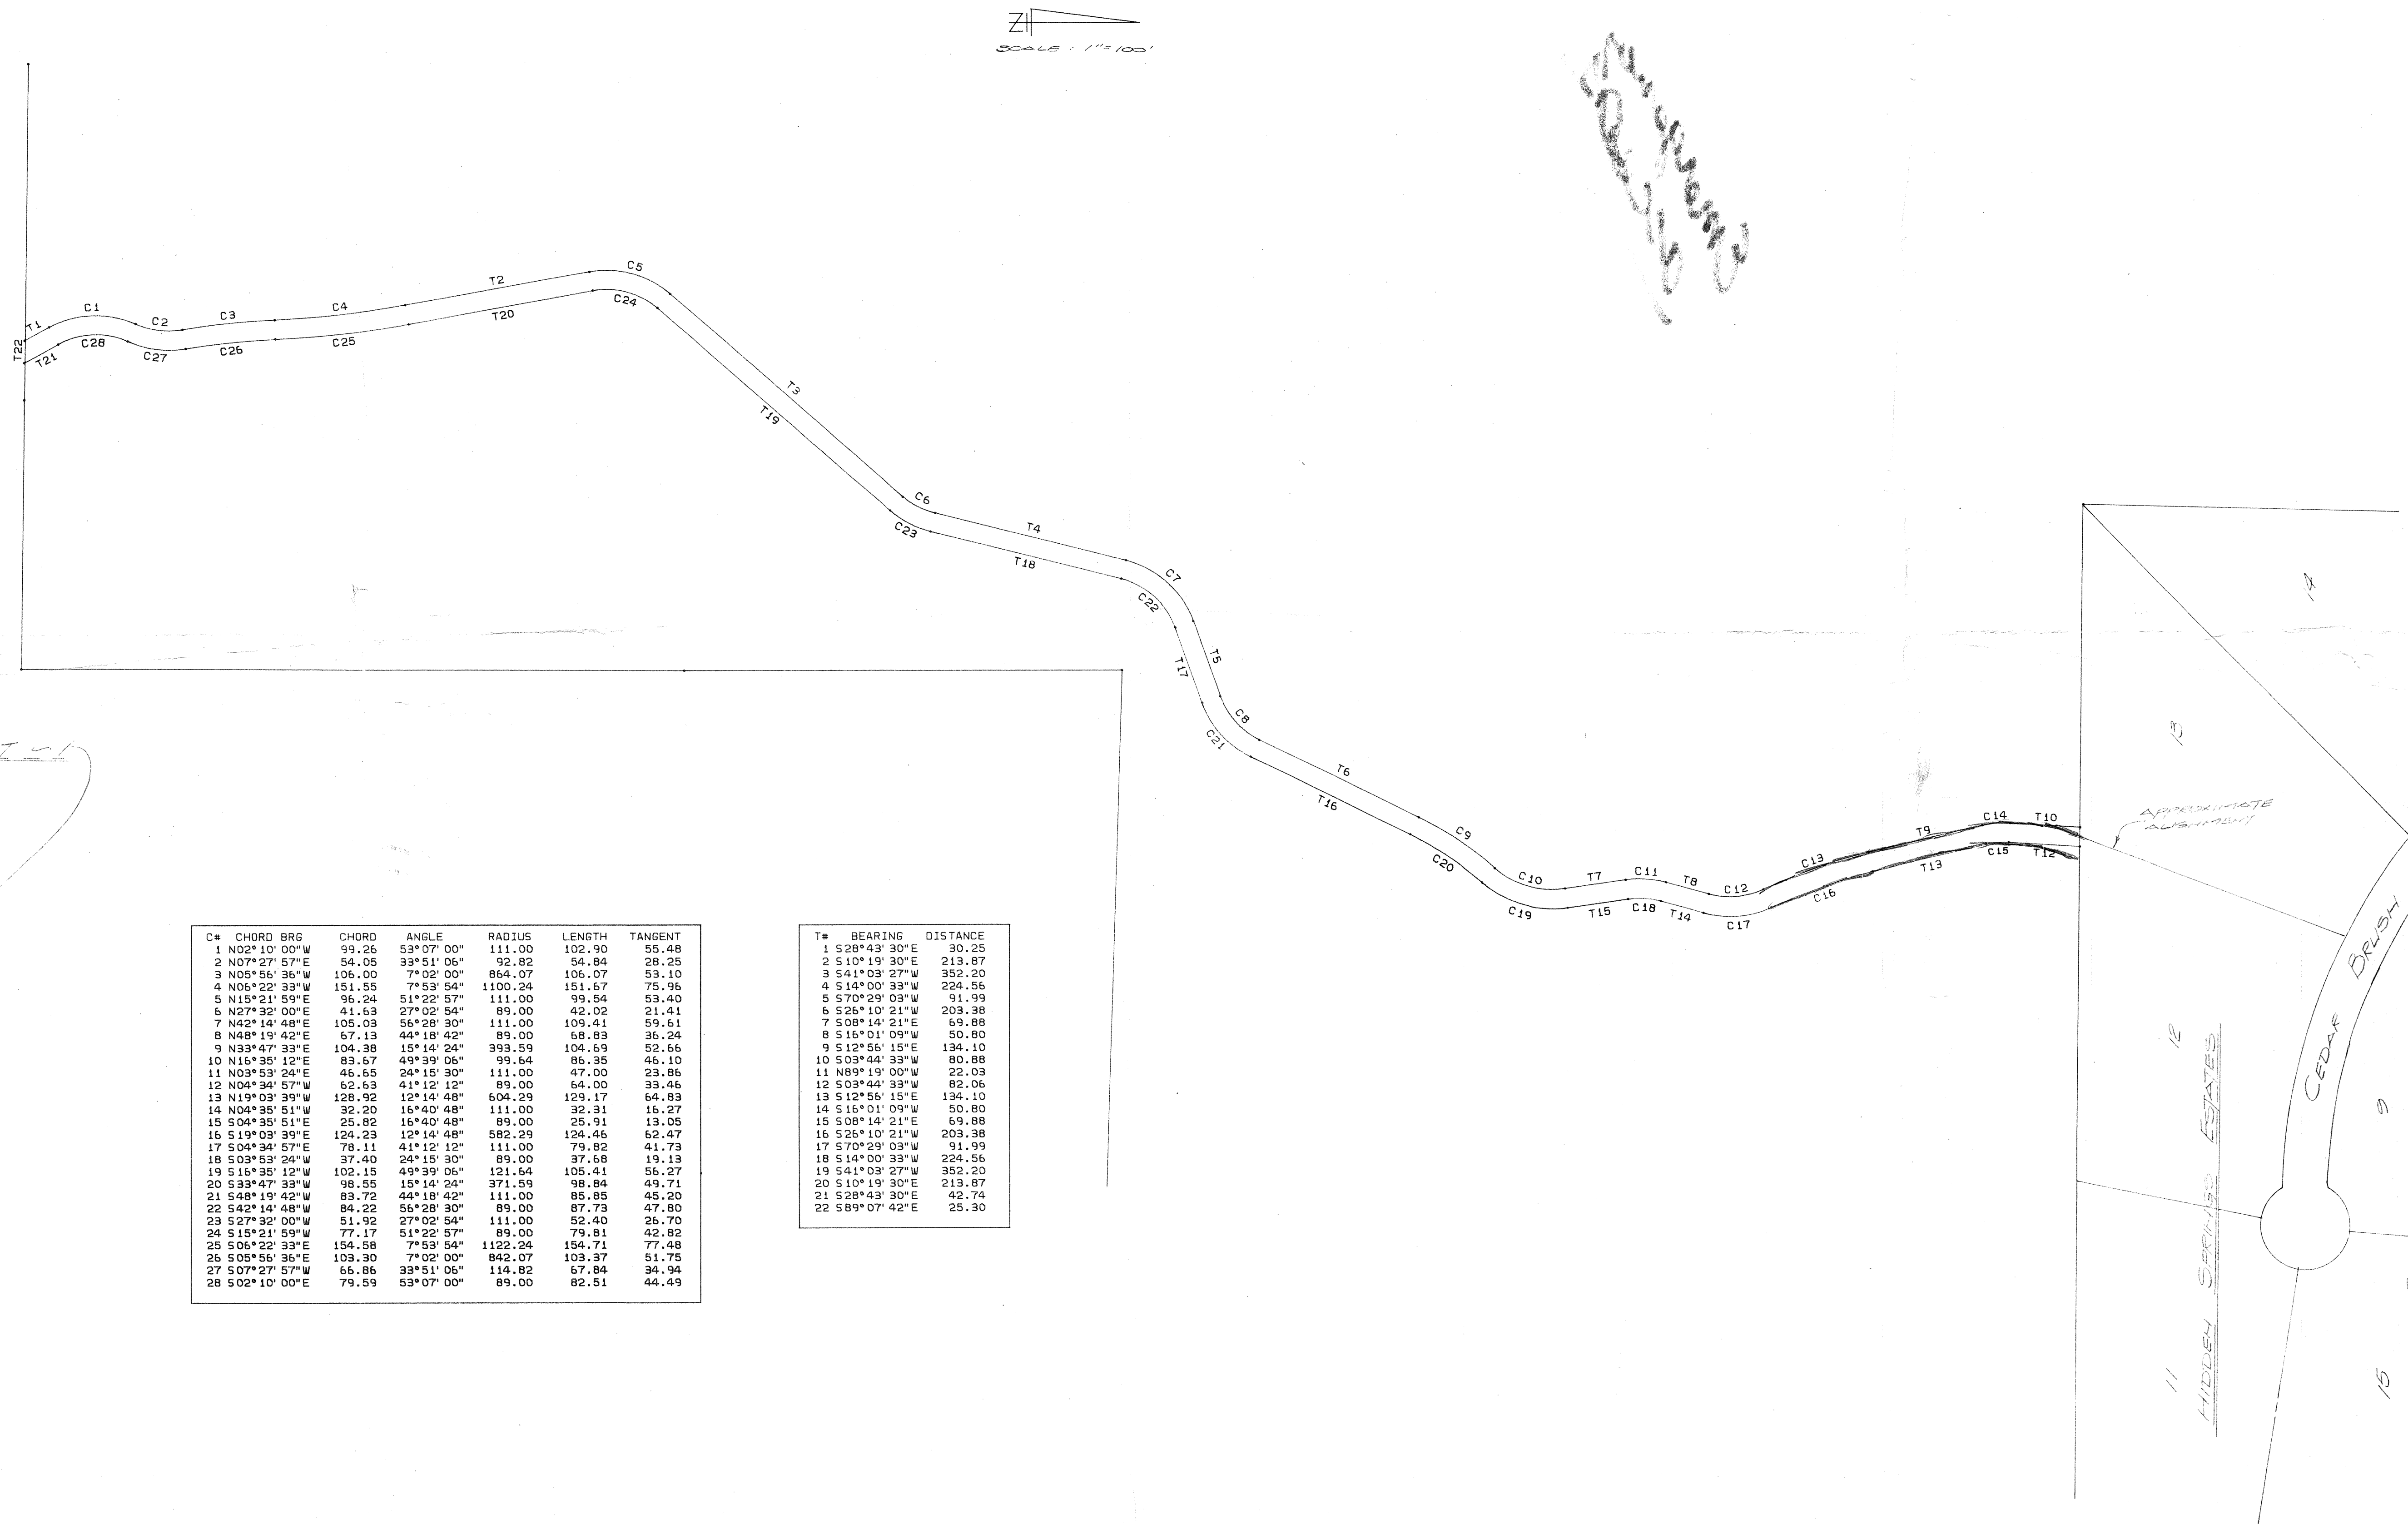 N
SCALE : 1"=100'
C5
T2
C1
C4
C2
C3
T1
C24
T20
T22
C28
C27
C26
C25
T21
T3
T19
C6
T4
C23
T18
C7
C22
T5
T17
C8
C21
T6
T16
C9
C20
C10
T7
C11
T8
C12
C13
T9
C14
T10
C19
T15
C18
T14
C17
C16
T13
C15
T12
APPROXIMATE
ALIGNMENT
14
13
12
11
9
15
CEDAR BRUSH
HIDDEN SPRINGS ESTATES
C# CHORD BRG CHORD ANGLE RADIUS LENGTH TANGENT
1 N02°10'00"W 99.26 53°07'00" 111.00 102.90 55.48
2 N07°27'57"E 54.05 33°51'06" 92.82 54.84 28.25
3 N05°56'36"W 106.00 7°02'00" 864.07 106.07 53.10
4 N06°22'33"W 151.55 7°53'54" 1100.24 151.67 75.96
5 N15°21'59"E 96.24 51°22'57" 111.00 99.54 53.40
6 N27°32'00"E 41.63 27°02'54" 89.00 42.02 21.41
7 N42°14'48"E 105.03 56°28'30" 111.00 109.41 59.61
8 N48°19'42"E 67.13 44°18'42" 89.00 68.83 36.24
9 N33°47'33"E 104.38 15°14'24" 393.59 104.69 52.66
10 N16°35'12"E 83.67 49°39'06" 99.64 86.35 46.10
11 N03°53'24"E 46.65 24°15'30" 111.00 47.00 23.86
12 N04°34'57"W 62.63 41°12'12" 89.00 64.00 33.46
13 N19°03'39"W 128.92 12°14'48" 604.29 129.17 64.83
14 N04°35'51"W 32.20 16°40'48" 111.00 32.31 16.27
15 S04°35'51"E 25.82 16°40'48" 89.00 25.91 13.05
16 S19°03'39"E 124.23 12°14'48" 582.29 124.46 62.47
17 S04°34'57"E 78.11 41°12'12" 111.00 79.82 41.73
18 S03°53'24"W 37.40 24°15'30" 89.00 37.68 19.13
19 S16°35'12"W 102.15 49°39'06" 121.64 105.41 56.27
20 S33°47'33"W 98.55 15°14'24" 371.59 98.84 49.71
21 S48°19'42"W 83.72 44°18'42" 111.00 85.85 45.20
22 S42°14'48"W 84.22 56°28'30" 89.00 87.73 47.80
23 S27°32'00"W 51.92 27°02'54" 111.00 52.40 26.70
24 S15°21'59"W 77.17 51°22'57" 89.00 79.81 42.82
25 S06°22'33"E 154.58 7°53'54" 1122.24 154.71 77.48
26 S05°56'36"E 103.30 7°02'00" 842.07 103.37 51.75
27 S07°27'57"W 66.86 33°51'06" 114.82 67.84 34.94
28 S02°10'00"E 79.59 53°07'00" 89.00 82.51 44.49
T# BEARING DISTANCE
1 S28°43'30"E 30.25
2 S10°19'30"E 213.87
3 S41°03'27"W 352.20
4 S14°00'33"W 224.56
5 S70°29'03"W 91.99
6 S26°10'21"W 203.38
7 S08°14'21"E 69.88
8 S16°01'09"W 50.80
9 S12°56'15"E 134.10
10 S03°44'33"W 80.88
11 N89°19'00"W 22.03
12 S03°44'33"W 82.06
13 S12°56'15"E 134.10
14 S16°01'09"W 50.80
15 S08°14'21"E 69.88
16 S26°10'21"W 203.38
17 S70°29'03"W 91.99
18 S14°00'33"W 224.56
19 S41°03'27"W 352.20
20 S10°19'30"E 213.87
21 S28°43'30"E 42.74
22 S89°07'42"E 25.30